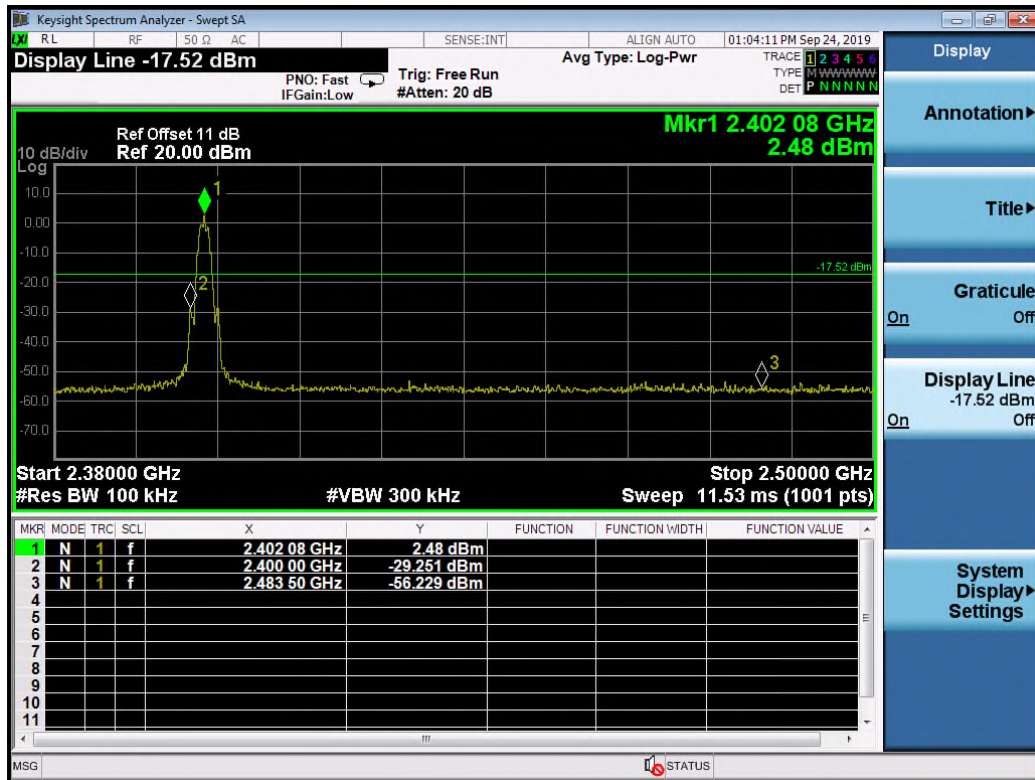 Keysight Spectrum Analyzer - Swept SA
LXI RL RF 50 Ω AC SENSE:INT ALIGN AUTO 01:04:11 PM Sep 24, 2019
Display Line -17.52 dBm
PNO: Fast
IFGain:Low
Trig: Free Run
#Atten: 20 dB
Avg Type: Log-Pwr
TRACE 1 2 3 4 5 6
TYPE M WWWWW
DET P N N N N N
Mkr1 2.402 08 GHz
2.48 dBm
Ref Offset 11 dB
10 dB/div Ref 20.00 dBm
Log
10.0
0.00
-10.0
-20.0
-30.0
-40.0
-50.0
-60.0
-70.0
1
2
3
-17.52 dBm
Start 2.38000 GHz Stop 2.50000 GHz
#Res BW 100 kHz #VBW 300 kHz Sweep 11.53 ms (1001 pts)
MKR MODE TRC SCL X Y FUNCTION FUNCTION WIDTH FUNCTION VALUE
1 N 1 f 2.402 08 GHz 2.48 dBm
2 N 1 f 2.400 00 GHz -29.251 dBm
3 N 1 f 2.483 50 GHz -56.229 dBm
4
5
6
7
8
9
10
11
MSG STATUS
Display
Annotation
Title
Graticule
On Off
Display Line
-17.52 dBm
On Off
System
Display
Settings